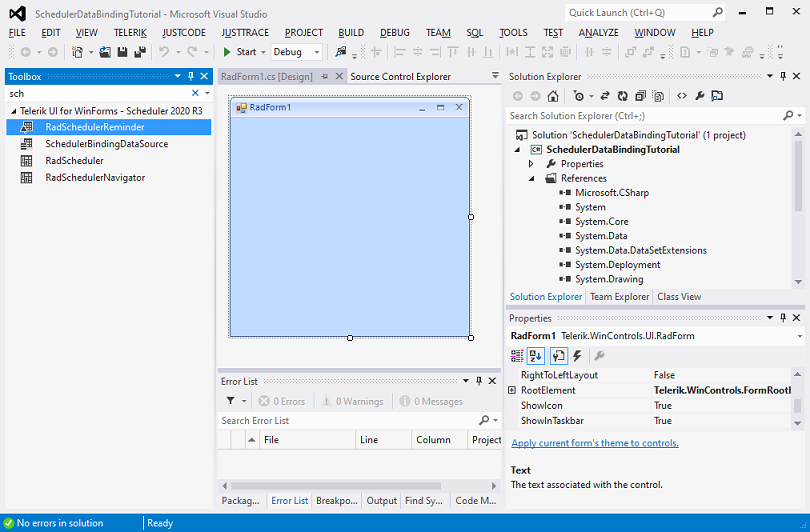 SchedulerDataBindingTutorial - Microsoft Visual Studio
Quick Launch (Ctrl+Q)
FILE EDIT VIEW TELERIK JUSTCODE JUSTTRACE PROJECT BUILD DEBUG TEAM SQL TOOLS TEST ANALYZE WINDOW HELP
Start Debug
Toolbox
sch
Telerik UI for WinForms - Scheduler 2020 R3
RadSchedulerReminder
SchedulerBindingDataSource
RadScheduler
RadSchedulerNavigator
RadForm1.cs [Design] Source Control Explorer
RadForm1
Error List
0 Errors 0 Warnings 0 Messages
Search Error List
File Line Column Project
Packag... Error List Breakpo... Output Find Sy... Code M...
Solution Explorer
Search Solution Explorer (Ctrl+;)
Solution 'SchedulerDataBindingTutorial' (1 project)
C# SchedulerDataBindingTutorial
Properties
References
Microsoft.CSharp
System
System.Core
System.Data
System.Data.DataSetExtensions
System.Deployment
System.Drawing
Solution Explorer Team Explorer Class View
Properties
RadForm1 Telerik.WinControls.UI.RadForm
RightToLeftLayout False
RootElement Telerik.WinControls.FormRootE
ShowIcon True
ShowInTaskbar True
Apply current form's theme to controls.
Text
The text associated with the control.
No errors in solution Ready